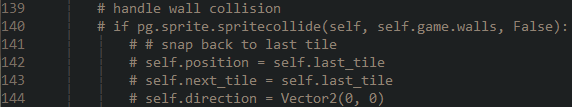 139 # handle wall collision
140 # if pg.sprite.spritecollide(self, self.game.walls, False):
141 # # snap back to last tile
142 # self.position = self.last_tile
143 # self.next_tile = self.last_tile
144 # self.direction = Vector2(0, 0)